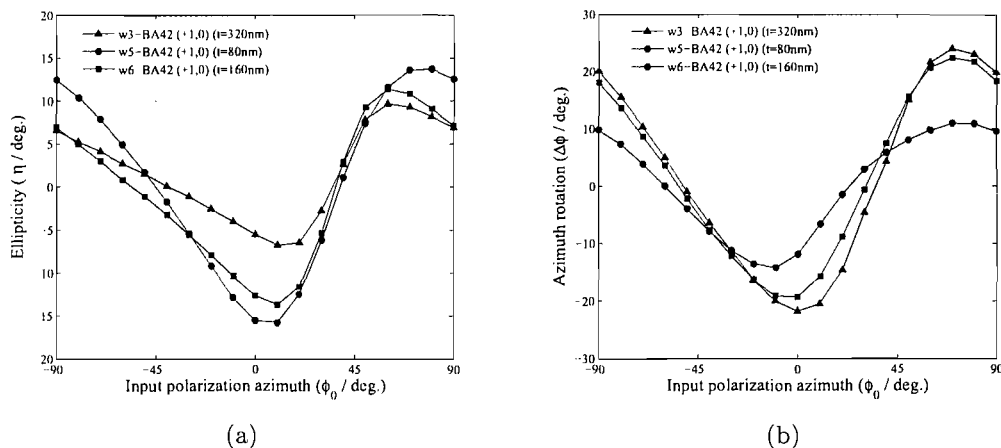 20
15
10
5
0
5
10
15
20
−90
−45
0
45
90
Ellipticity ( η / deg.)
Input polarization azimuth (ϕ0 / deg.)
w3−BA42 (+1,0) (t=320nm)
w5−BA42 (+1,0) (t=80nm)
w6−BA42 (+1,0) (t=160nm)
(a)
30
20
10
0
−10
−20
−30
−90
−45
0
45
90
Azimuth rotation (Δϕ / deg.)
Input polarization azimuth (ϕ0 / deg.)
w3 BA42 (+1,0) (t=320nm)
w5−BA42 (+1,0) (t=80nm)
w6−BA42 (+1,0) (t=160nm)
(b)